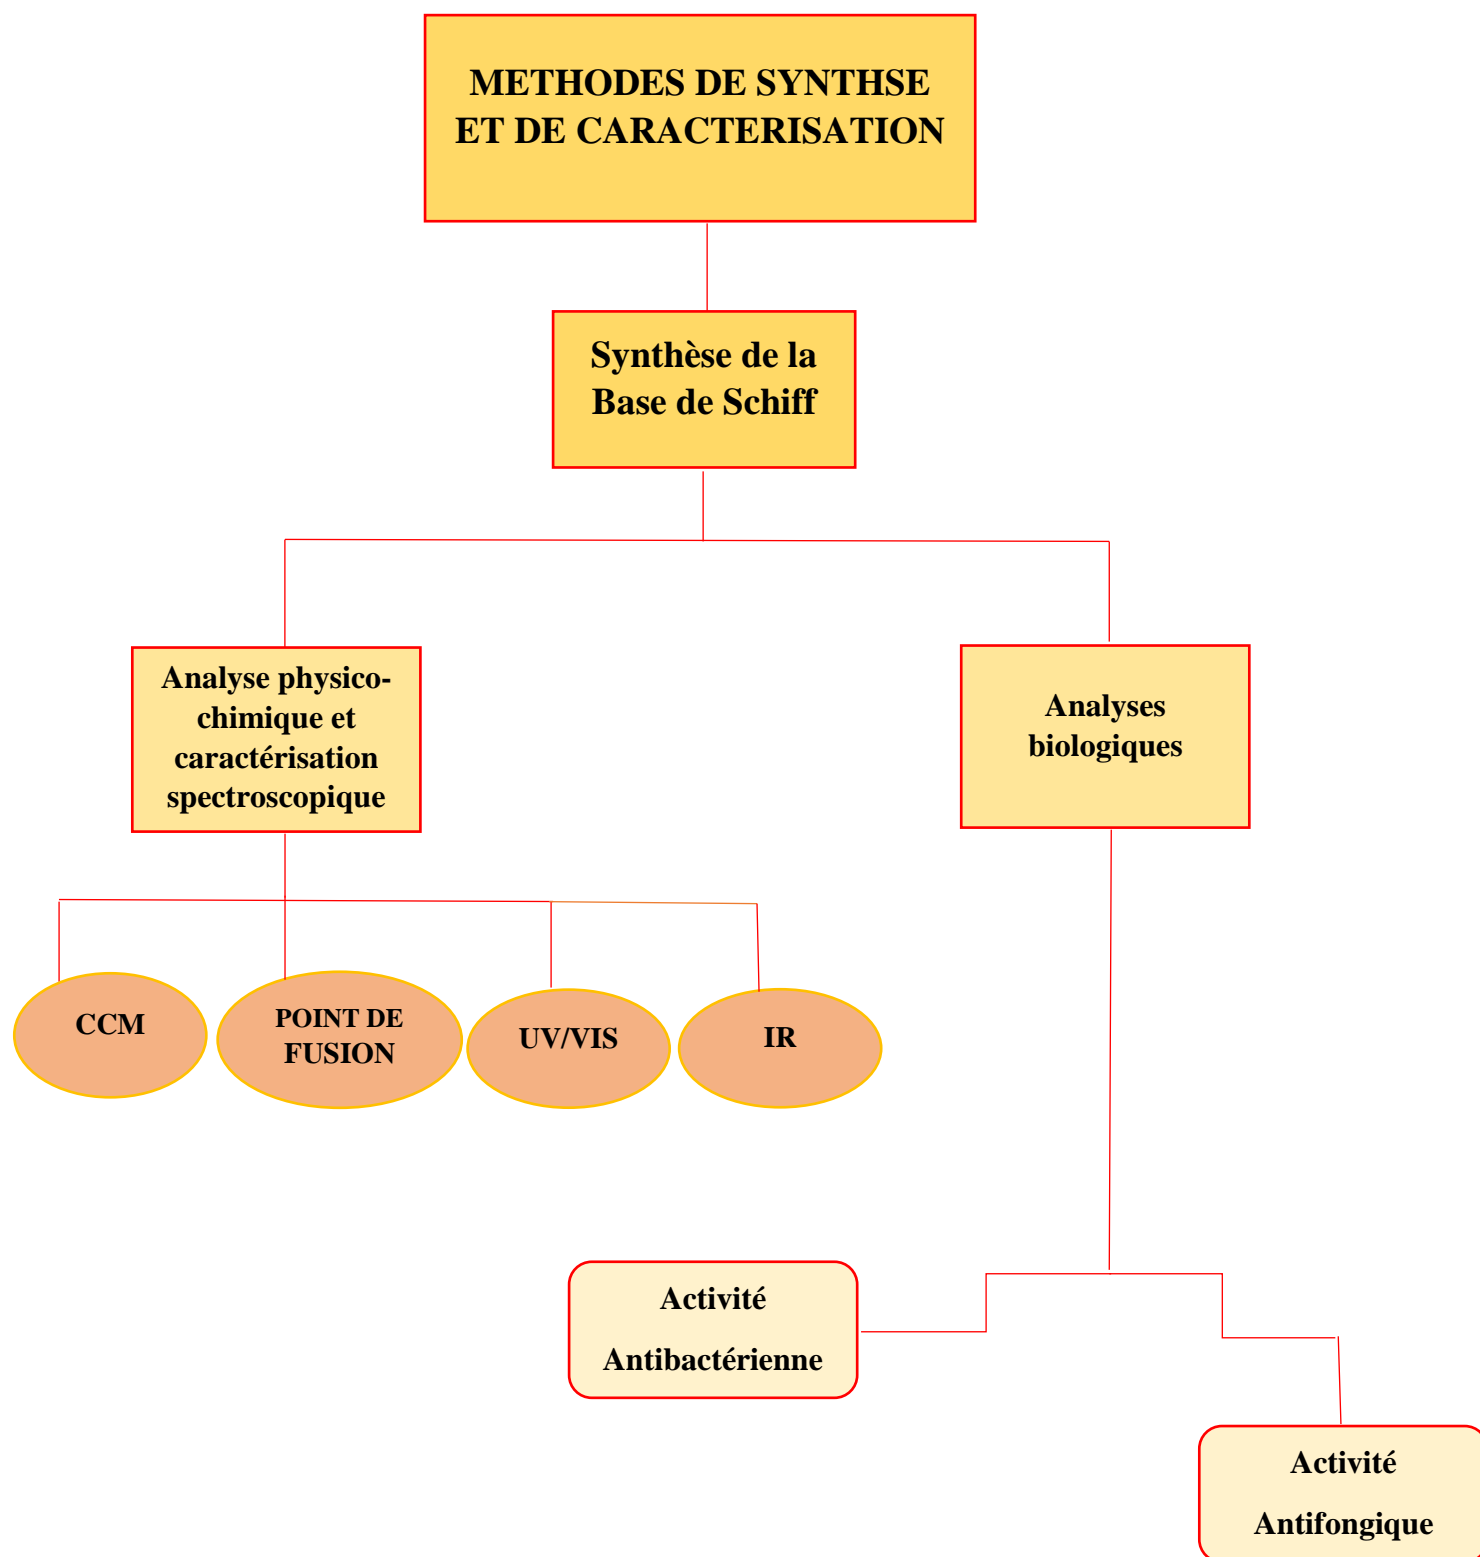 METHODES DE SYNTHSE
ET DE CARACTERISATION
Synthèse de la
Base de Schiff
Analyse physico-
chimique et
caractérisation
spectroscopique
Analyses
biologiques
CCM
POINT DE
FUSION
UV/VIS
IR
Activité
Antibactérienne
Activité
Antifongique